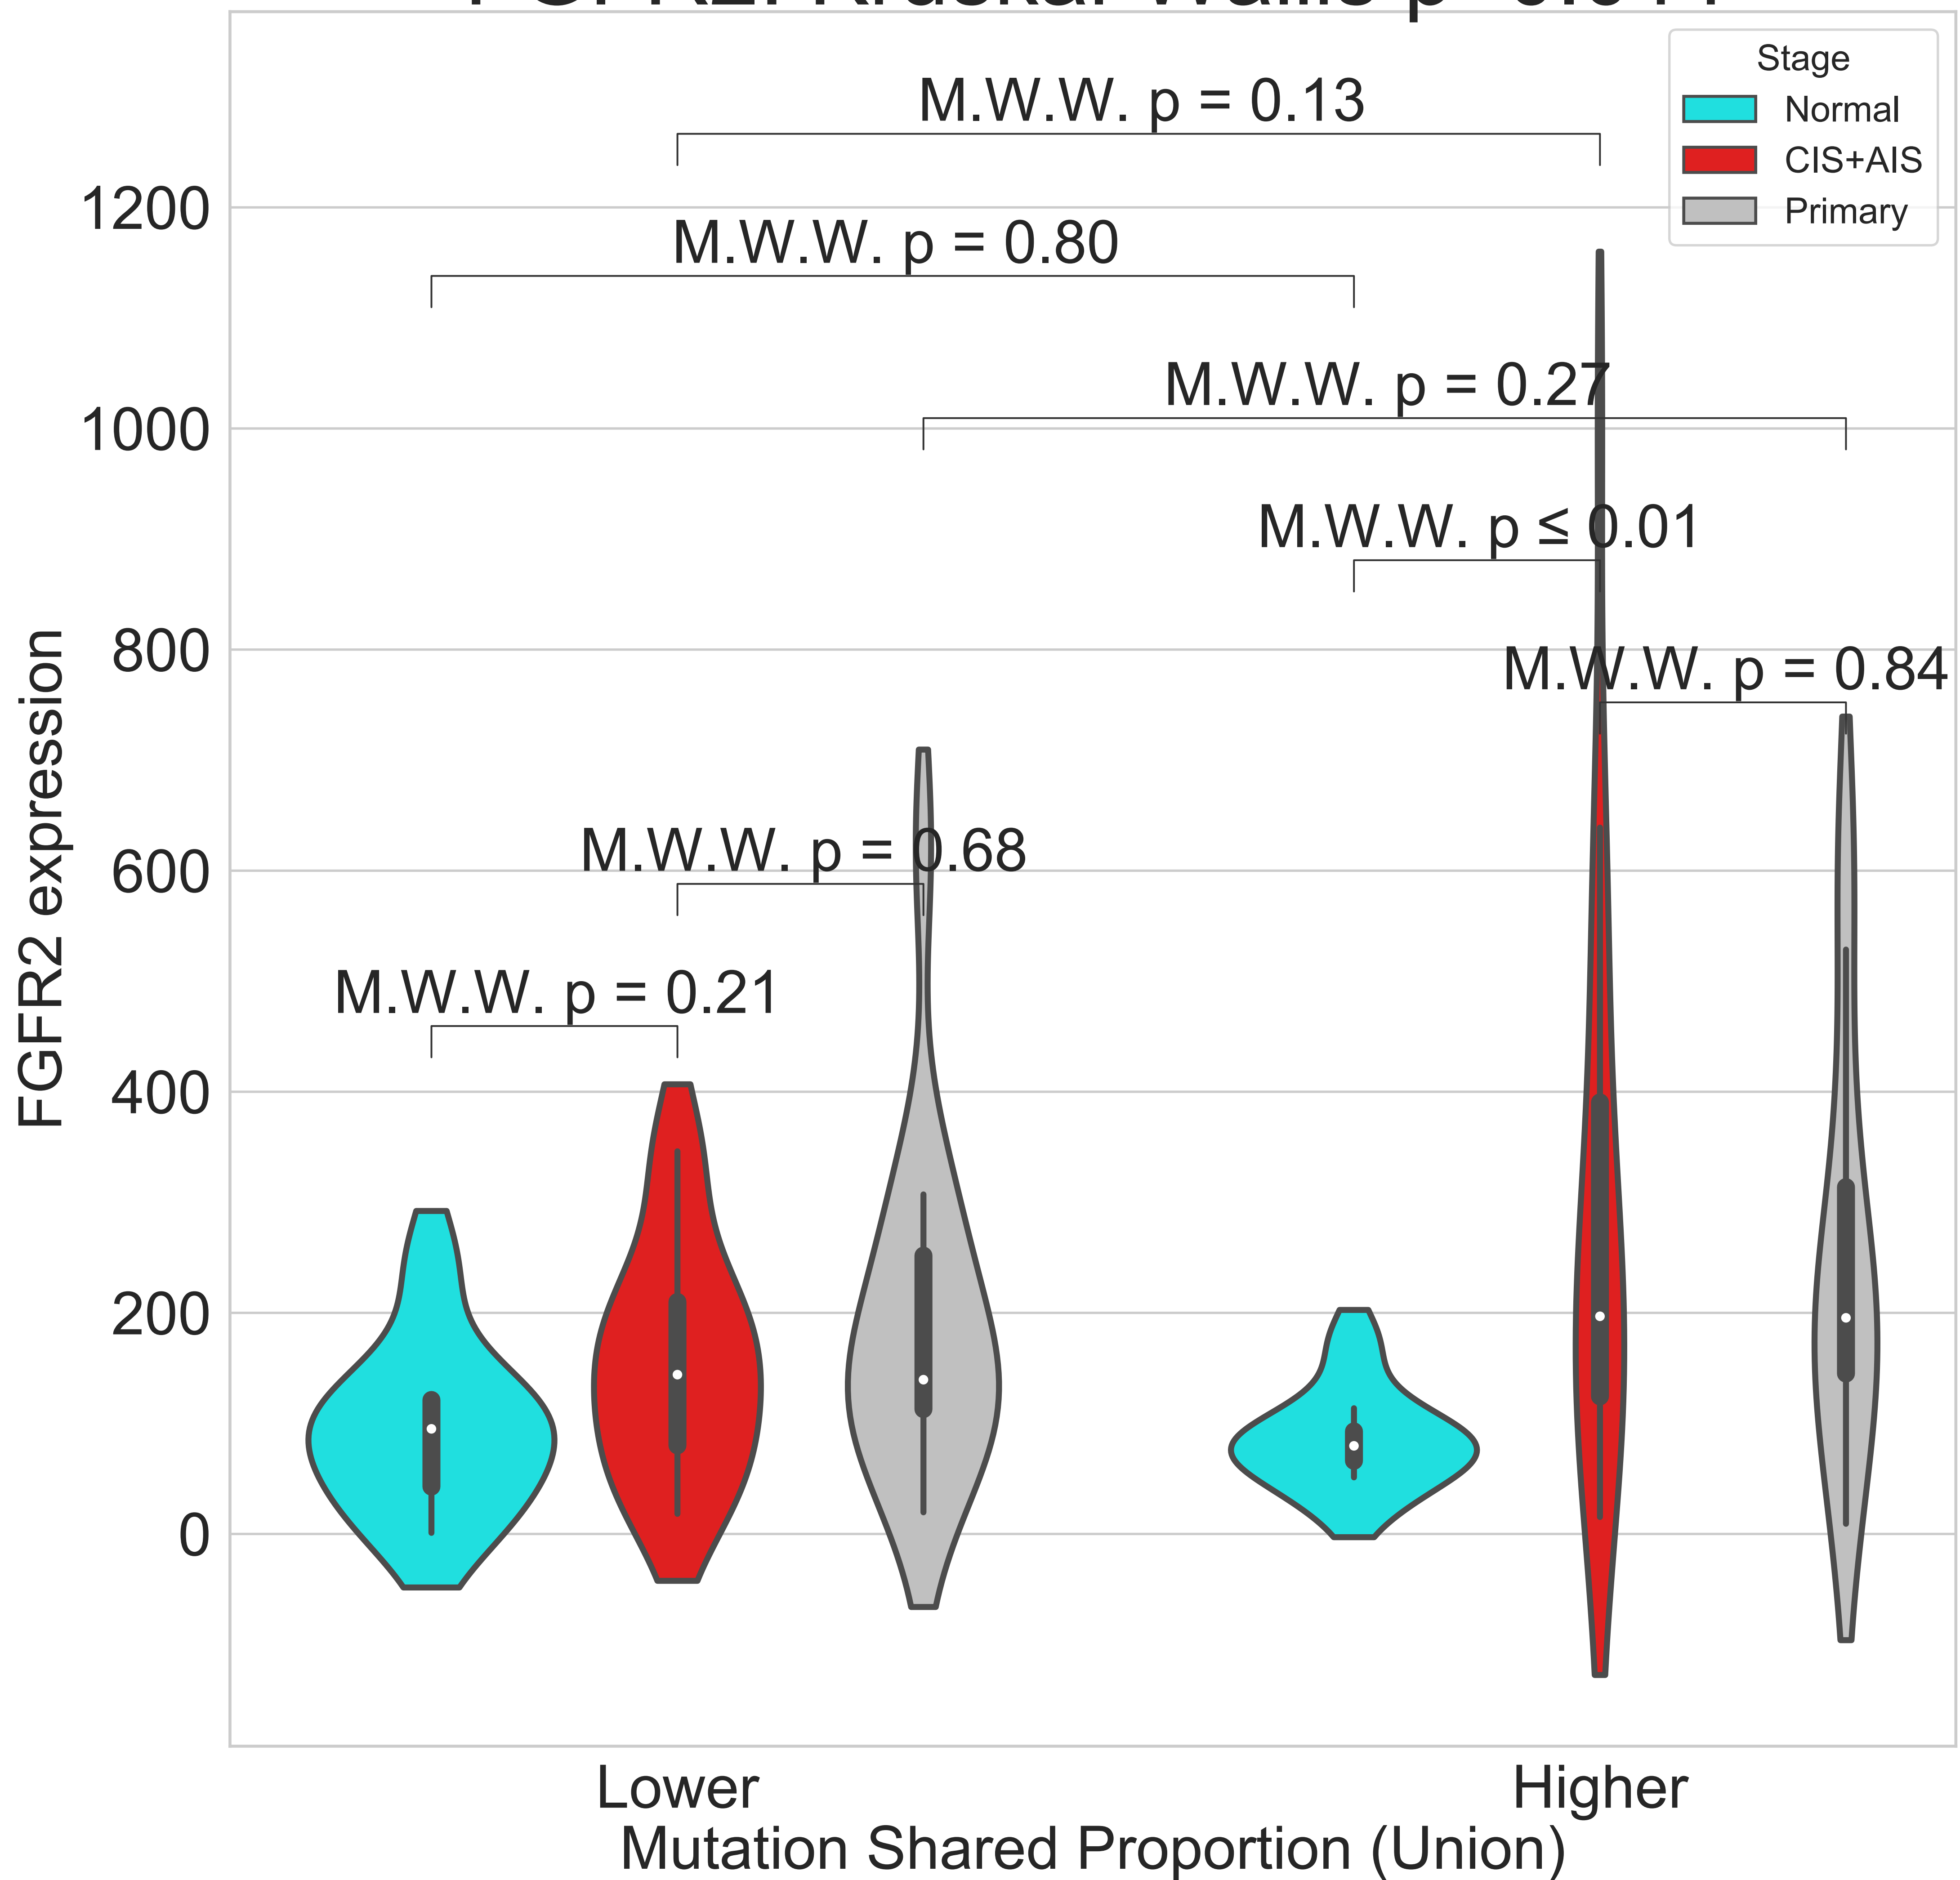 Stage
Normal
CIS+AIS
Primary
M.W.W. p = 0.13
M.W.W. p = 0.80
M.W.W. p = 0.27
M.W.W. p ≤ 0.01
M.W.W. p = 0.84
M.W.W. p = 0.68
M.W.W. p = 0.21
1200
1000
800
600
400
200
0
FGFR2 expression
Lower
Higher
Mutation Shared Proportion (Union)